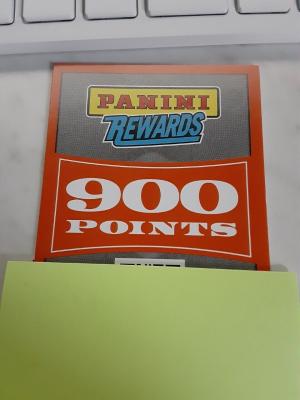 PANINI
REWARDS
900
POINTS